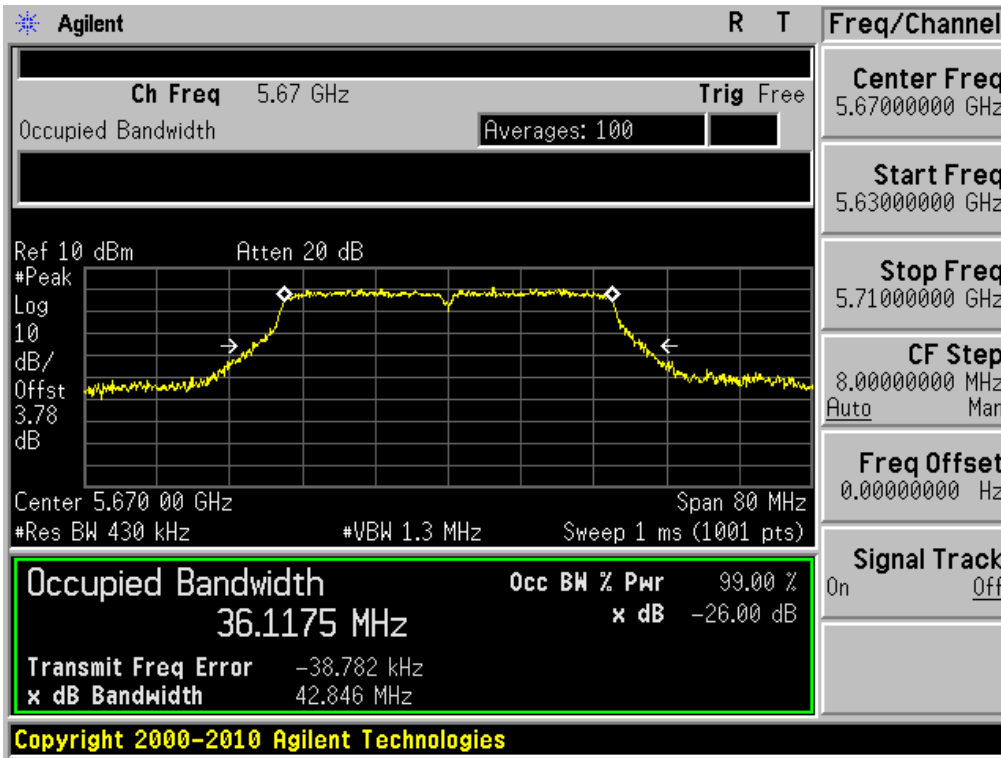 Agilent R T
Ch Freq 5.67 GHz Trig Free
Occupied Bandwidth Averages: 100
Ref 10 dBm Atten 20 dB
#Peak
Log
10
dB/
Offst
3.78
dB
Center 5.670 00 GHz Span 80 MHz
#Res BW 430 kHz #VBW 1.3 MHz Sweep 1 ms (1001 pts)
Occupied Bandwidth
36.1175 MHz
Occ BW % Pwr 99.00 %
x dB -26.00 dB
Transmit Freq Error -38.782 kHz
x dB Bandwidth 42.846 MHz
Copyright 2000-2010 Agilent Technologies
Freq/Channel
Center Freq
5.67000000 GHz
Start Freq
5.63000000 GHz
Stop Freq
5.71000000 GHz
CF Step
8.00000000 MHz
Auto Man
Freq Offset
0.00000000 Hz
Signal Track
On Off